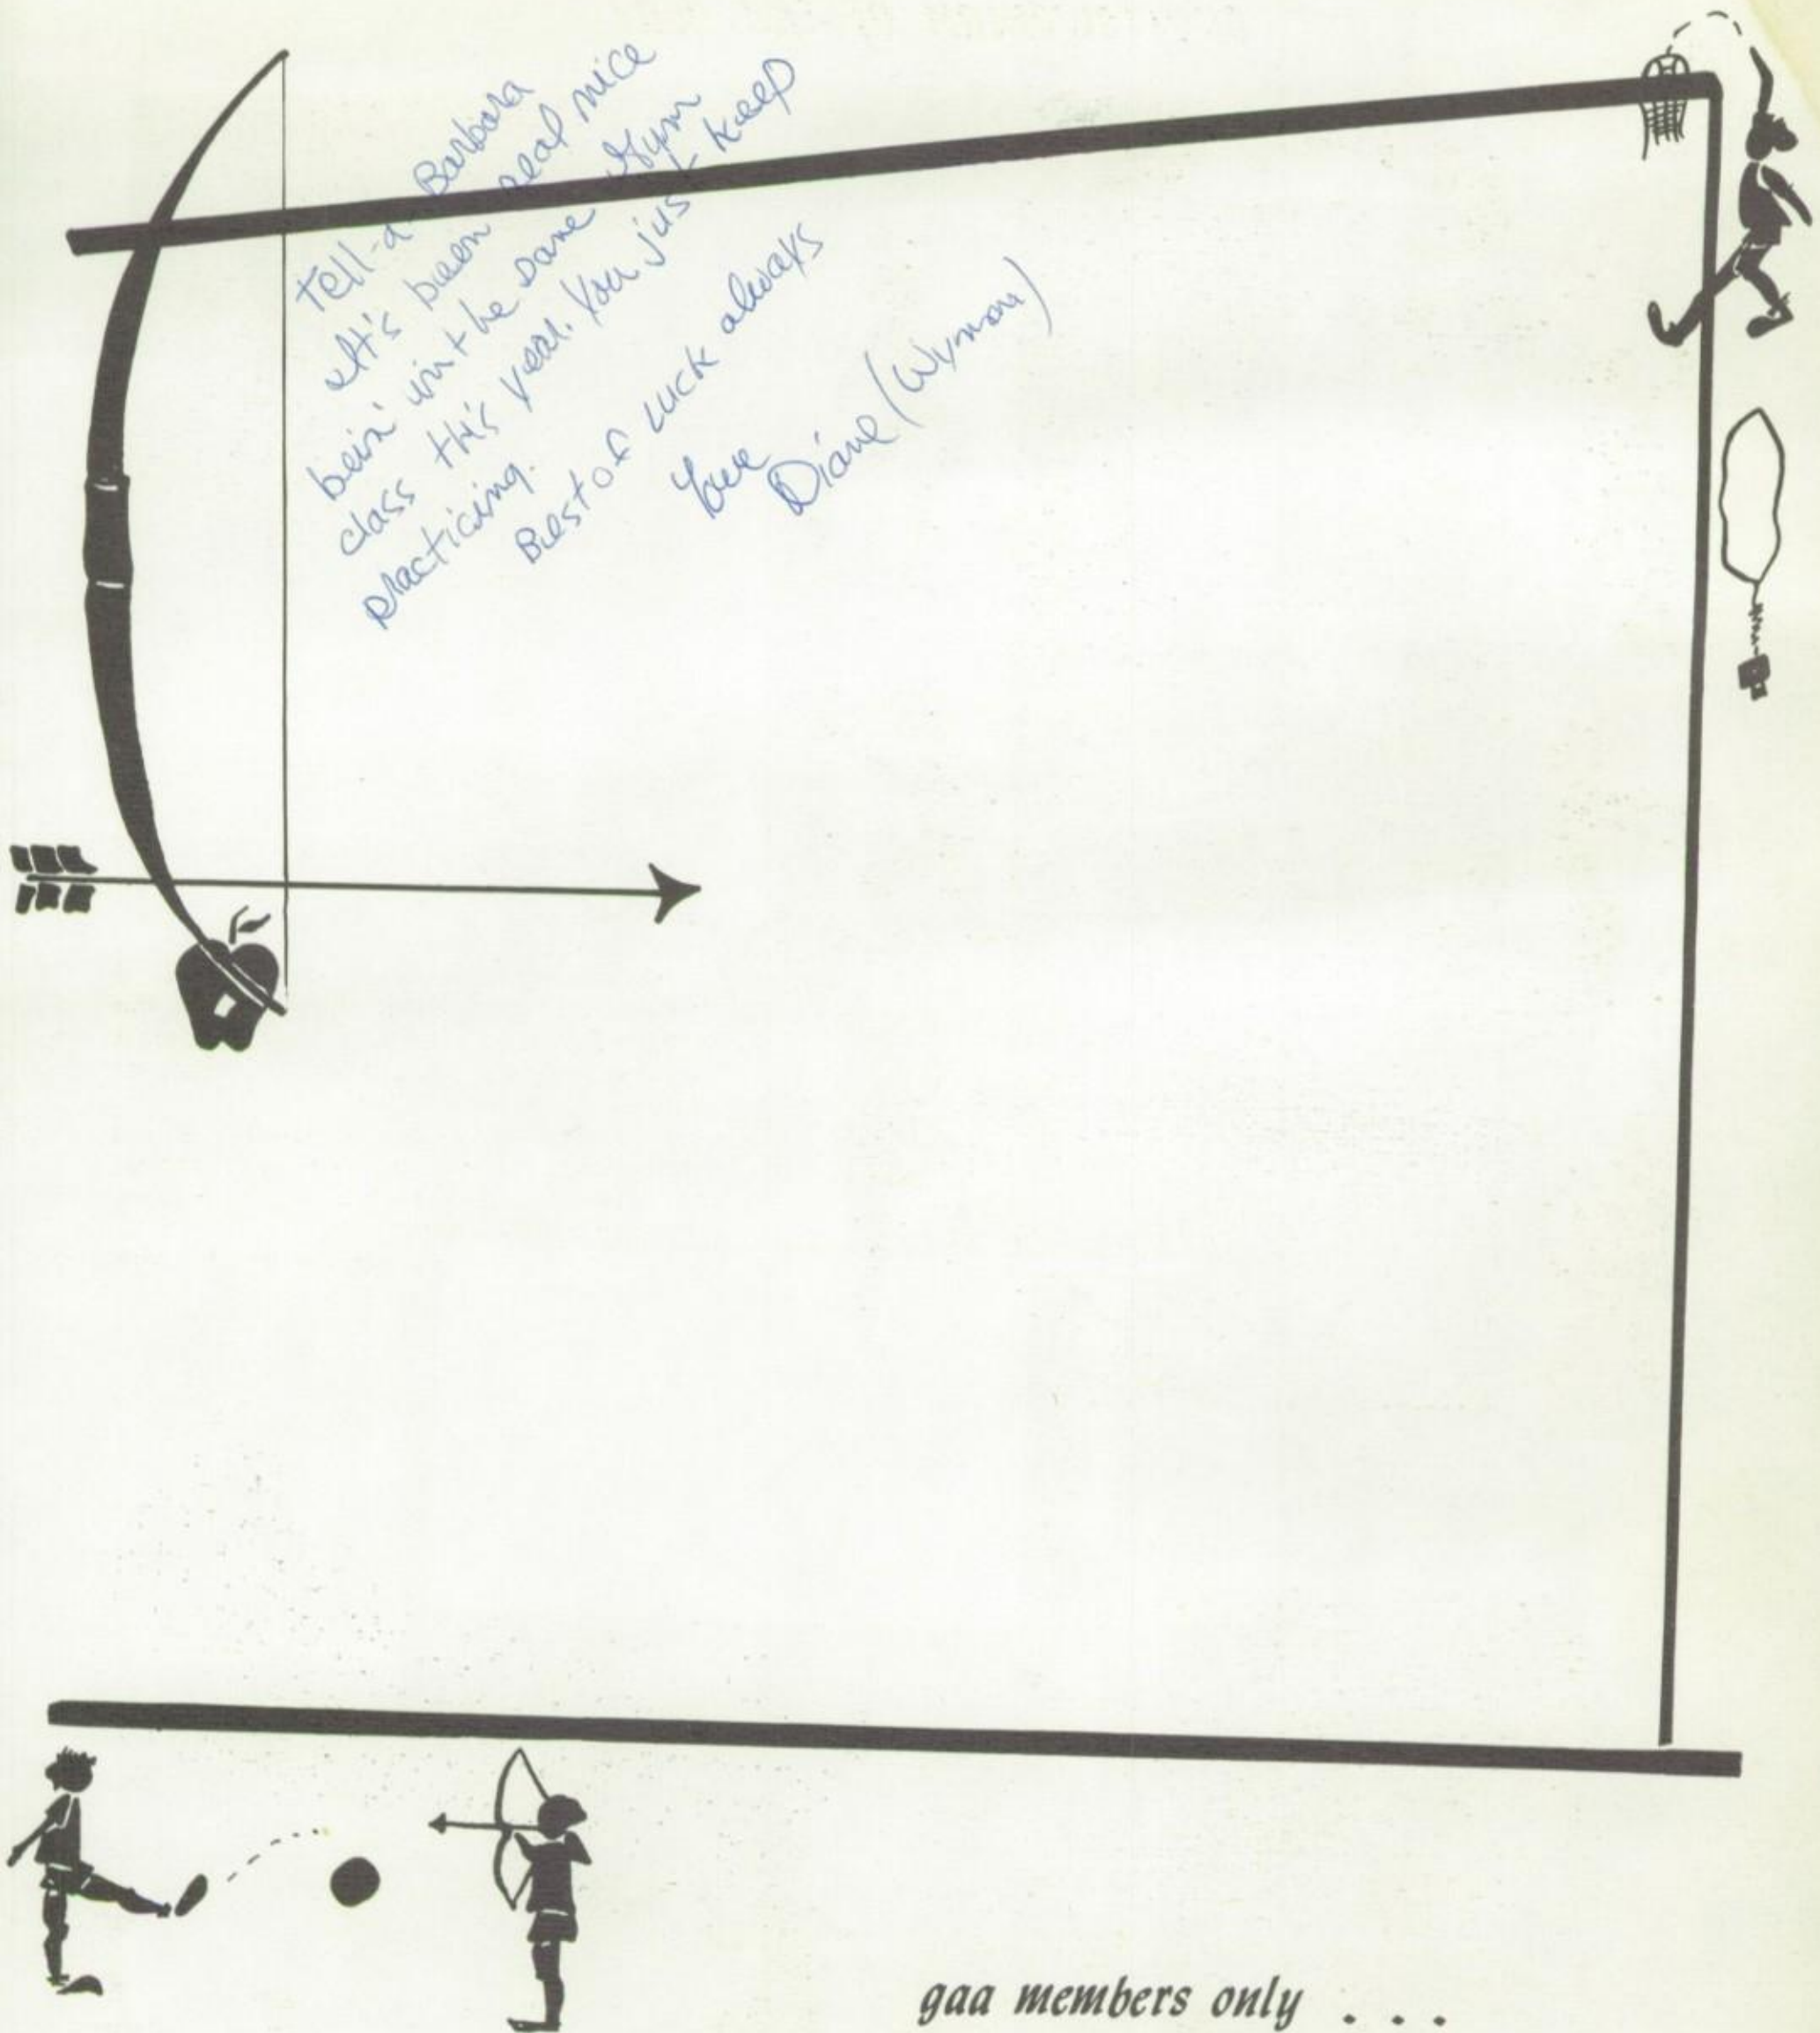 Tell-a Barbara
It's been real nice
bein' in the same Gym
class this year. You just keep
practicing.
Best of Luck always
Love
Diane (Wymore)
gaa members only . . .